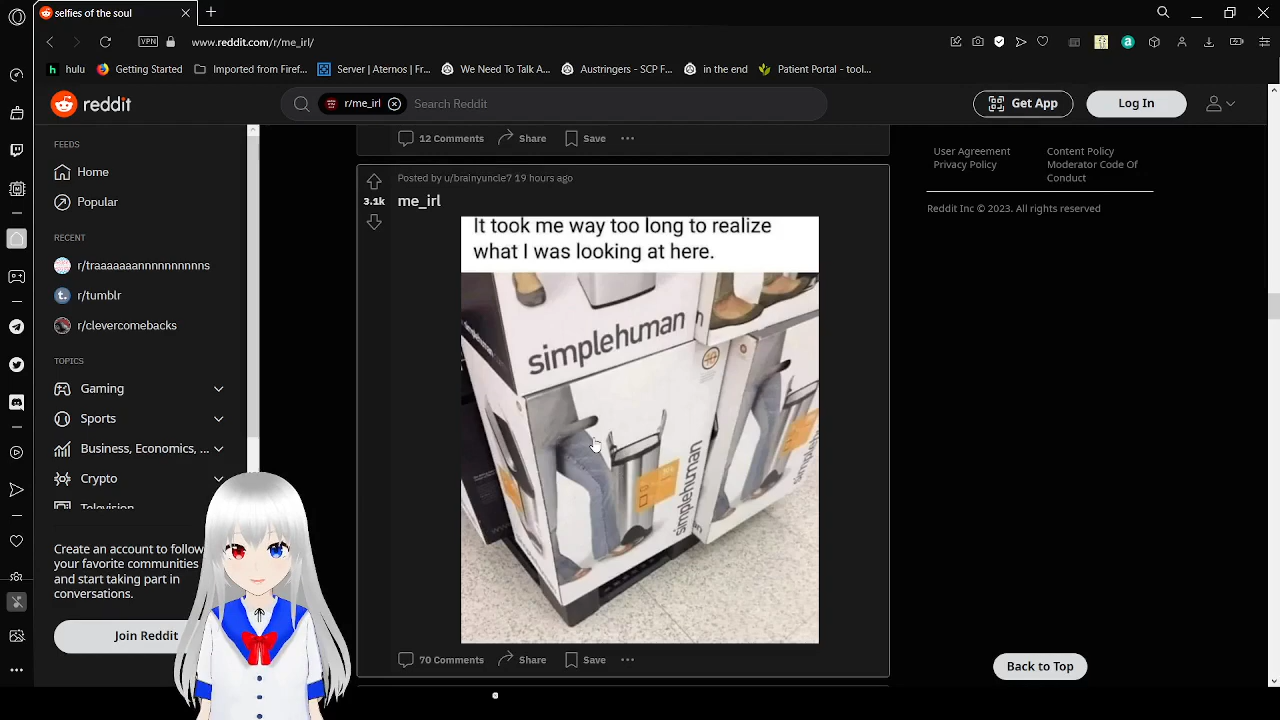 selfies of the soul
VPN
www.reddit.com/r/me_irl/
hulu
Getting Started
Imported from Firef...
Server | Aternos | Fr...
We Need To Talk A...
Austringers - SCP F...
in the end
Patient Portal - tool...
reddit
r/me_irl
Search Reddit
Get App
Log In
FEEDS
Home
Popular
RECENT
r/traaaaaaannnnnnnnns
r/tumblr
r/clevercomebacks
TOPICS
Gaming
Sports
Business, Economics, ...
Crypto
Television
Create an account to follow
your favorite communities
and start taking part in
conversations.
Join Reddit
12 Comments
Share
Save
Posted by u/brainyuncle7 19 hours ago
3.1k
me_irl
It took me way too long to realize
what I was looking at here.
simplehuman
simplehuman
70 Comments
Share
Save
User Agreement
Privacy Policy
Content Policy
Moderator Code Of
Conduct
Reddit Inc © 2023. All rights reserved
Back to Top